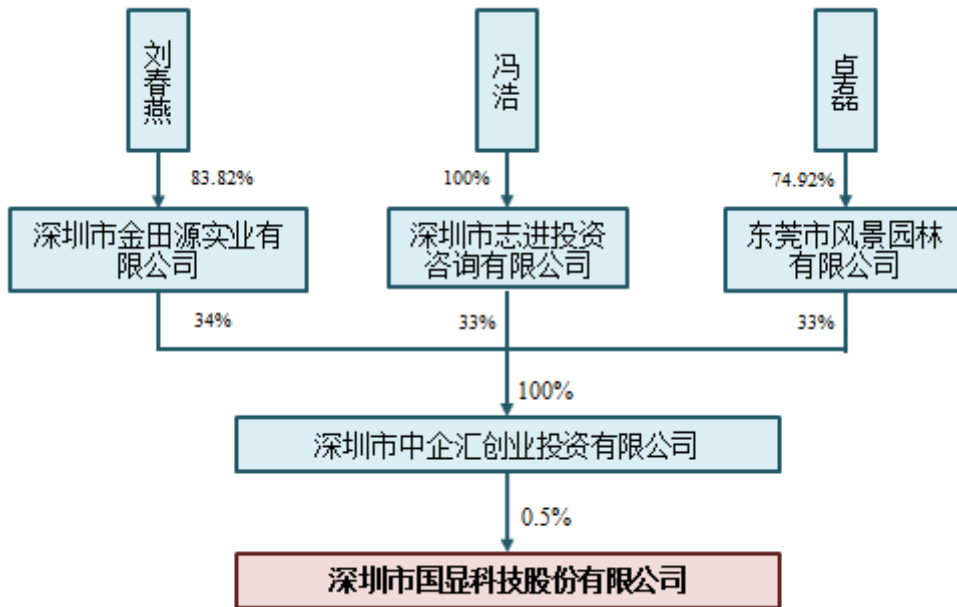 刘春燕
冯浩
卓磊
83.82%
100%
74.92%
深圳市金田源实业有
限公司
深圳市志进投资
咨询有限公司
东莞市风景园林
有限公司
34%
33%
33%
100%
深圳市中企汇创业投资有限公司
0.5%
深圳市国显科技股份有限公司